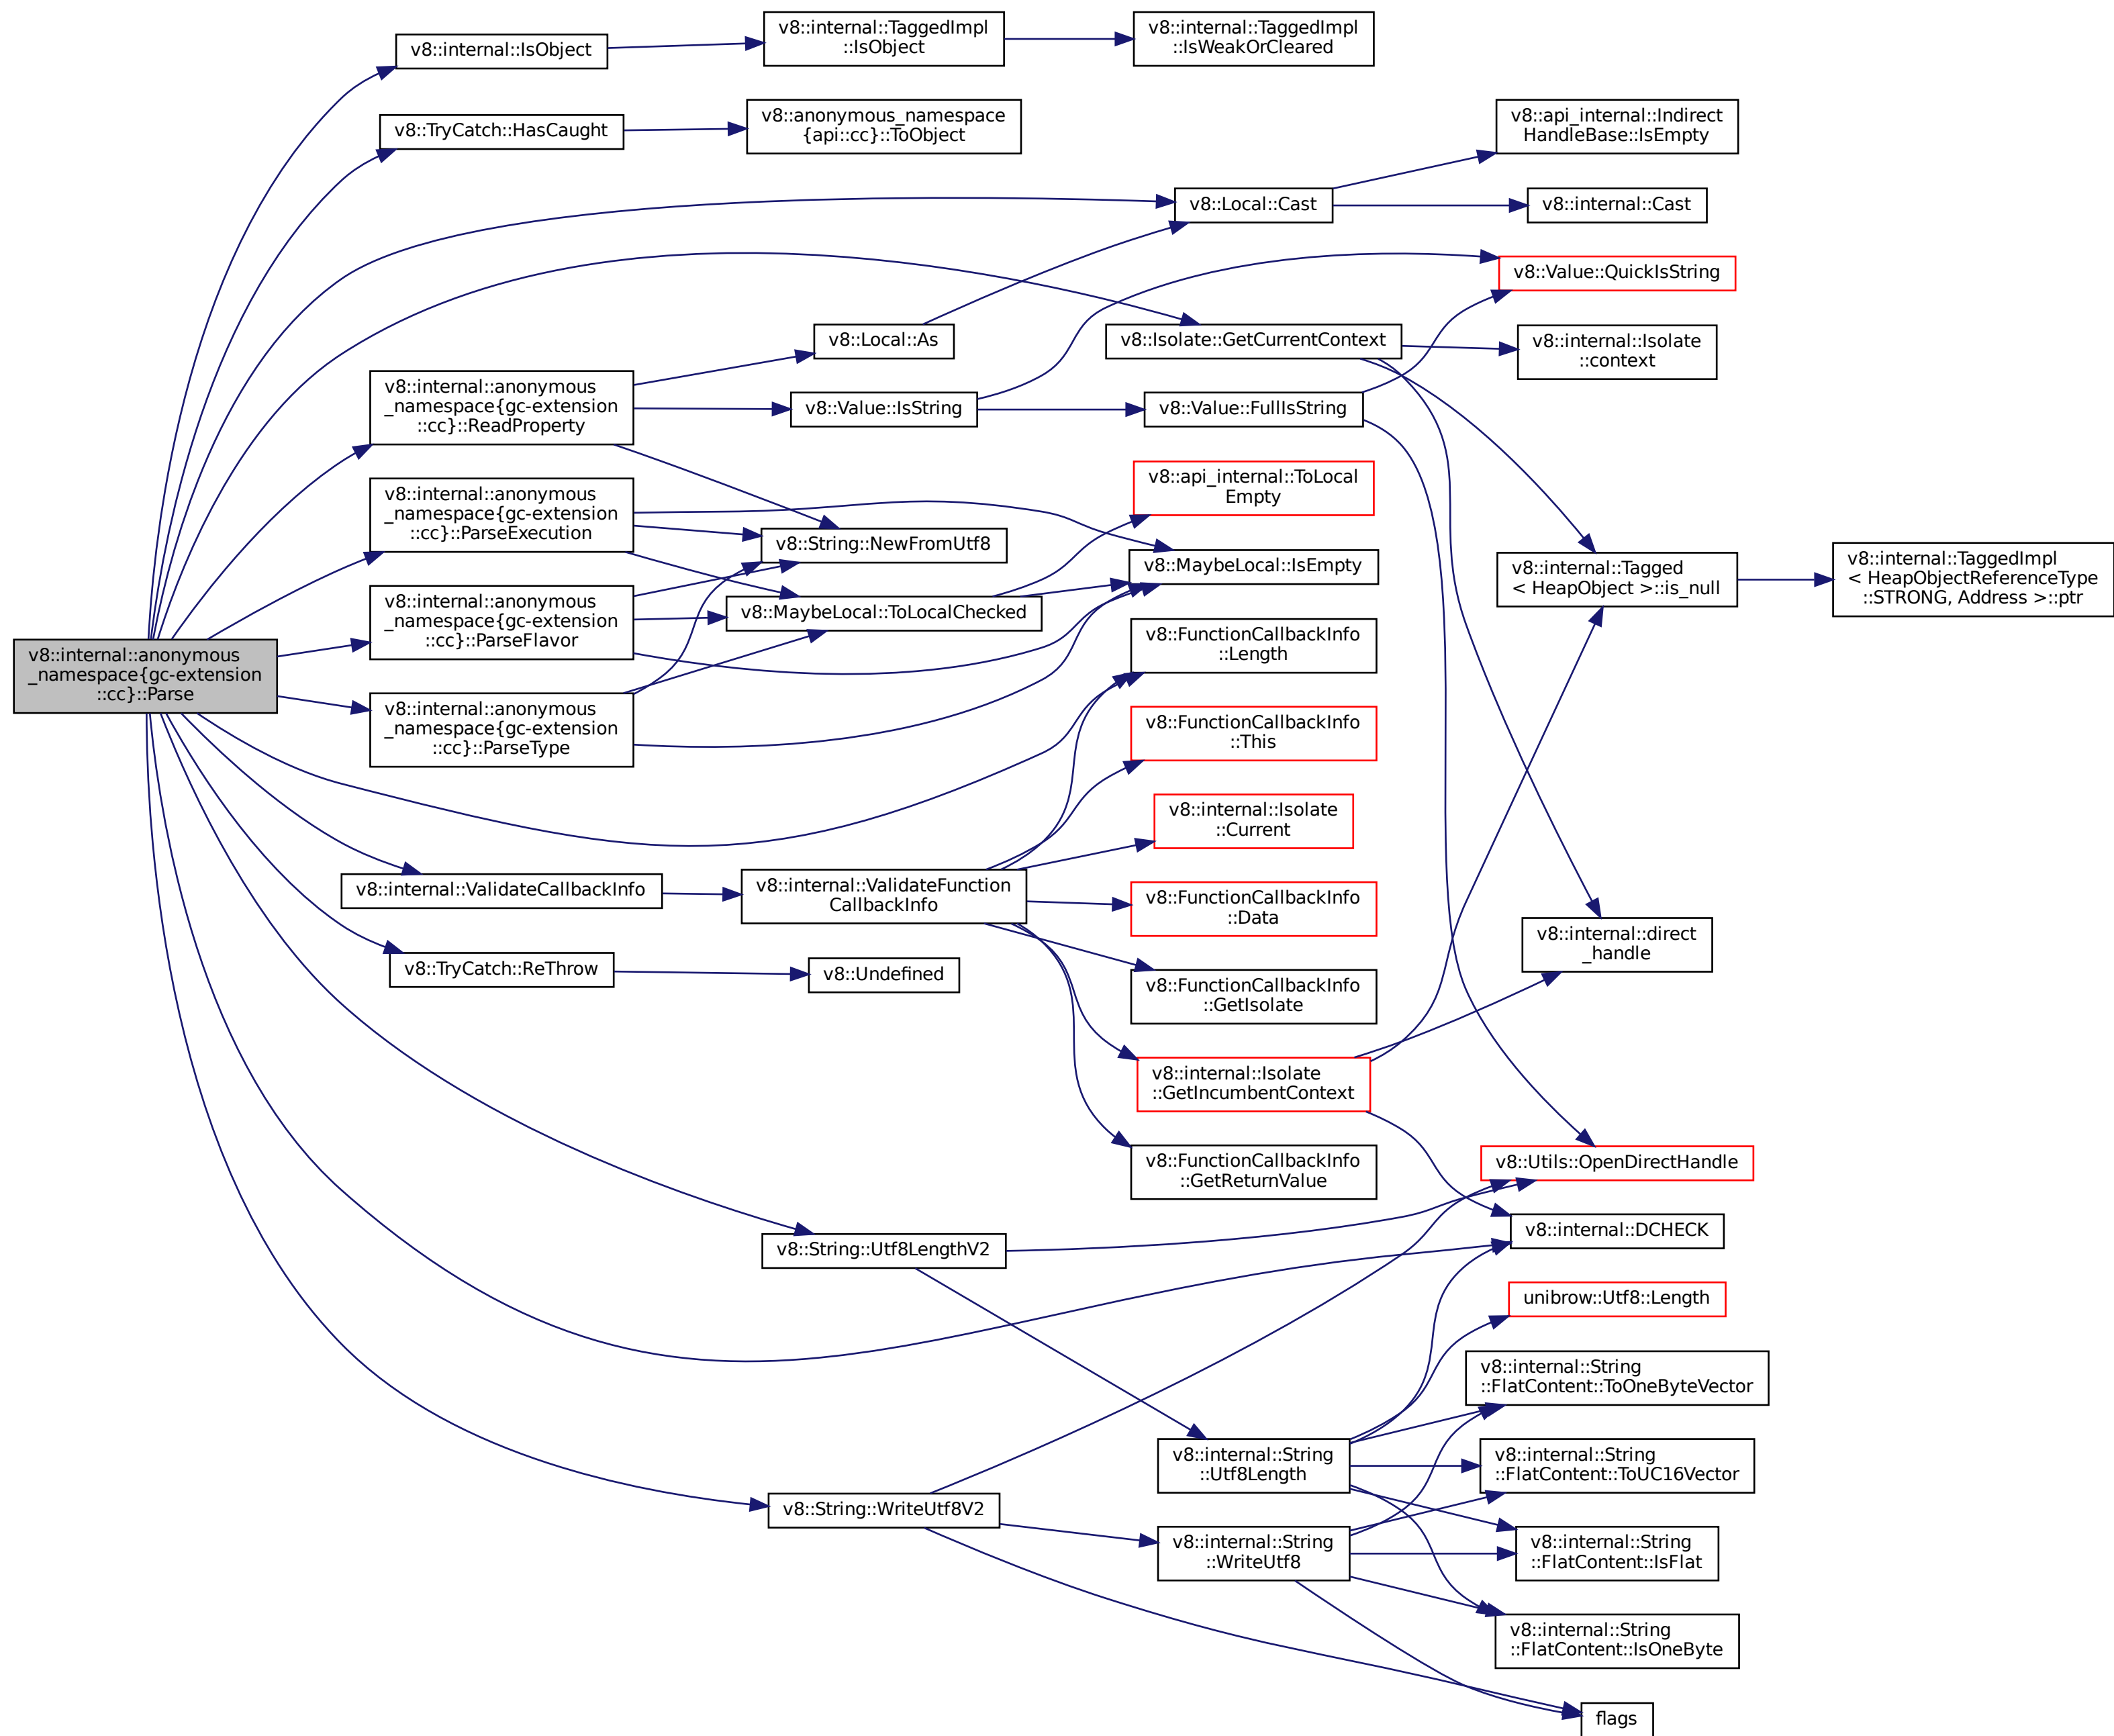 v8::internal::anonymous
_namespace{gc-extension
::cc}::Parse
v8::internal::IsObject
v8::internal::TaggedImpl
::IsObject
v8::internal::TaggedImpl
::IsWeakOrCleared
v8::TryCatch::HasCaught
v8::anonymous_namespace
{api::cc}::ToObject
v8::Local::Cast
v8::api_internal::Indirect
HandleBase::IsEmpty
v8::internal::Cast
v8::Isolate::GetCurrentContext
v8::Value::QuickIsString
v8::internal::Isolate
::context
v8::internal::anonymous
_namespace{gc-extension
::cc}::ReadProperty
v8::Local::As
v8::Value::IsString
v8::Value::FullIsString
v8::internal::anonymous
_namespace{gc-extension
::cc}::ParseExecution
v8::String::NewFromUtf8
v8::api_internal::ToLocal
Empty
v8::MaybeLocal::IsEmpty
v8::internal::Tagged
< HeapObject >::is_null
v8::internal::TaggedImpl
< HeapObjectReferenceType
::STRONG, Address >::ptr
v8::internal::anonymous
_namespace{gc-extension
::cc}::ParseFlavor
v8::MaybeLocal::ToLocalChecked
v8::FunctionCallbackInfo
::Length
v8::internal::anonymous
_namespace{gc-extension
::cc}::ParseType
v8::FunctionCallbackInfo
::This
v8::internal::Isolate
::Current
v8::internal::ValidateCallbackInfo
v8::internal::ValidateFunction
CallbackInfo
v8::FunctionCallbackInfo
::Data
v8::internal::direct
_handle
v8::TryCatch::ReThrow
v8::Undefined
v8::FunctionCallbackInfo
::GetIsolate
v8::internal::Isolate
::GetIncumbentContext
v8::FunctionCallbackInfo
::GetReturnValue
v8::Utils::OpenDirectHandle
v8::String::Utf8LengthV2
v8::internal::DCHECK
unibrow::Utf8::Length
v8::internal::String
::FlatContent::ToOneByteVector
v8::internal::String
::Utf8Length
v8::internal::String
::FlatContent::ToUC16Vector
v8::String::WriteUtf8V2
v8::internal::String
::WriteUtf8
v8::internal::String
::FlatContent::IsFlat
v8::internal::String
::FlatContent::IsOneByte
flags